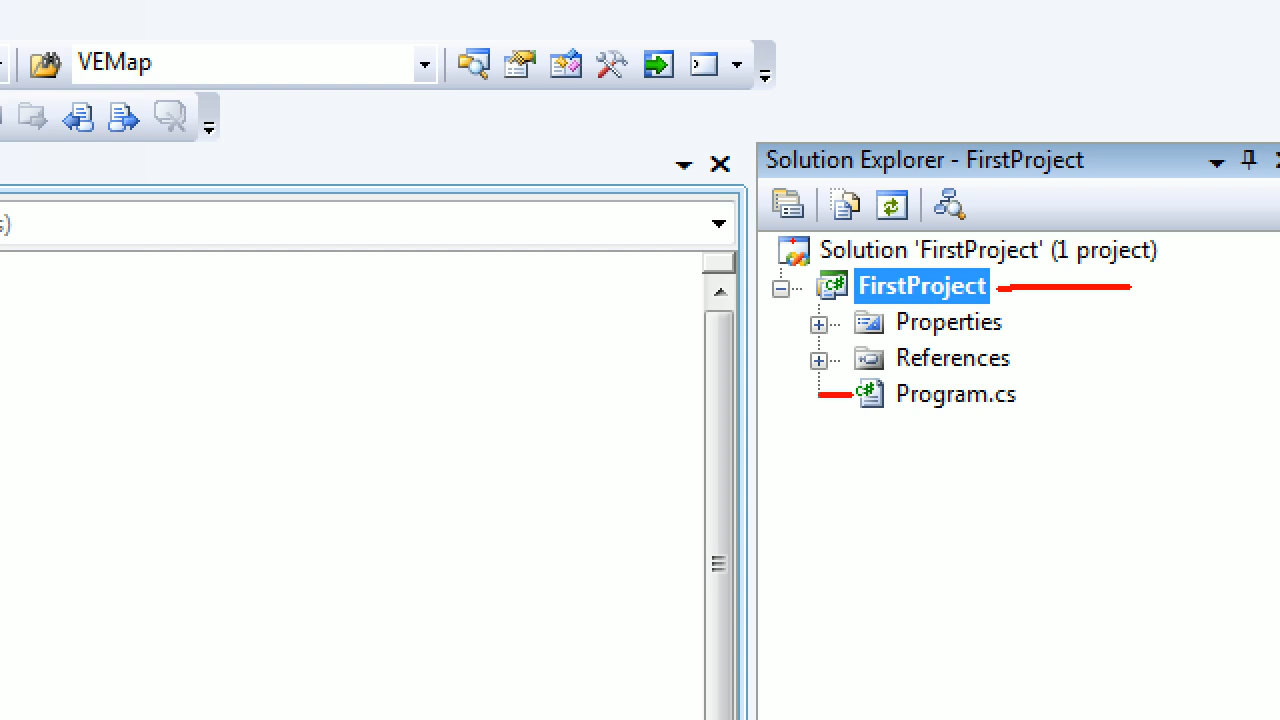 VEMap
Solution Explorer - FirstProject
s)
Solution 'FirstProject' (1 project)
C# FirstProject
Properties
References
C# Program.cs